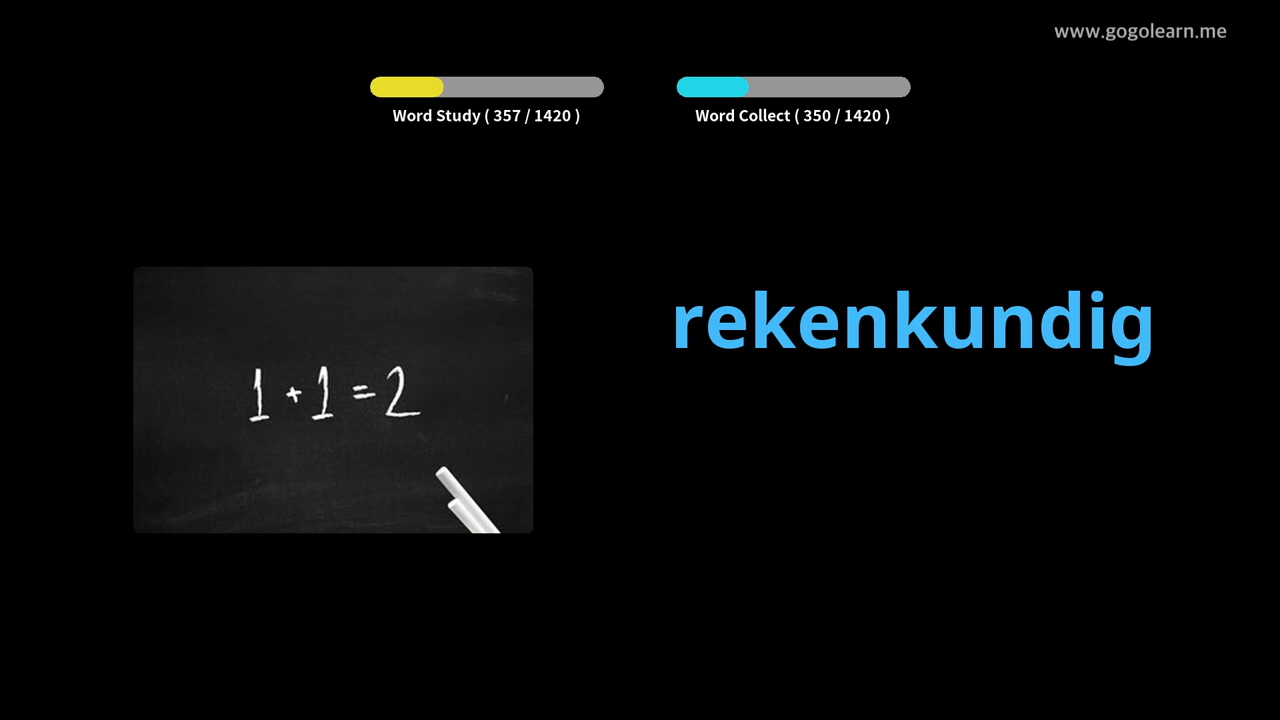 www.gogolearn.me
Word Study ( 357 / 1420 )
Word Collect ( 350 / 1420 )
1 + 1 = 2
rekenkundig